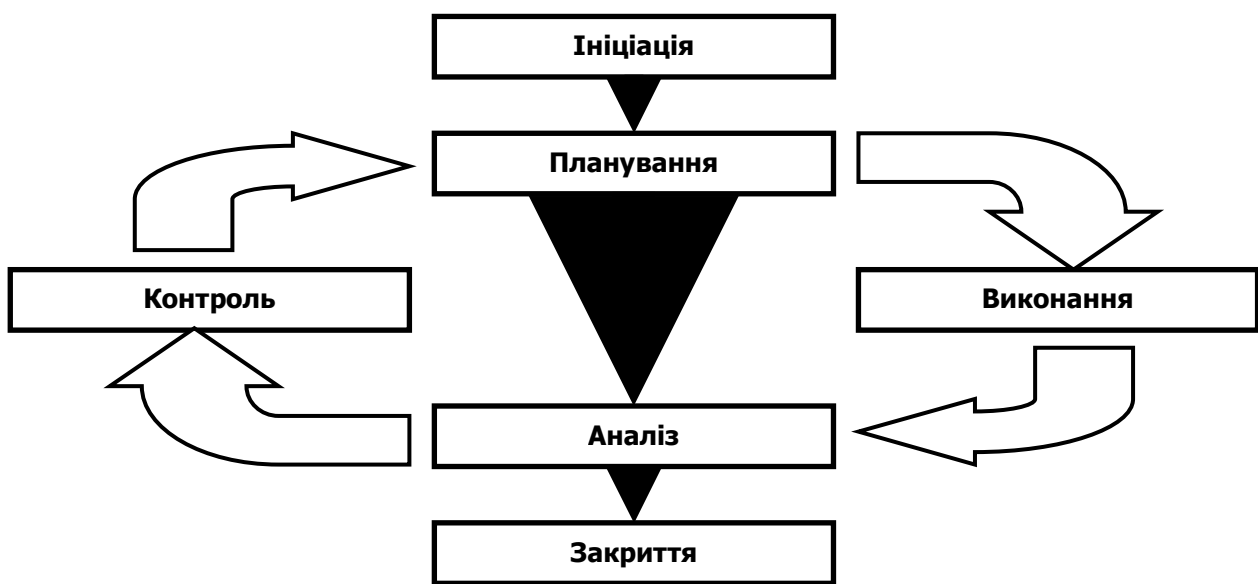 Ініціація
Планування
Контроль
Виконання
Аналіз
Закриття